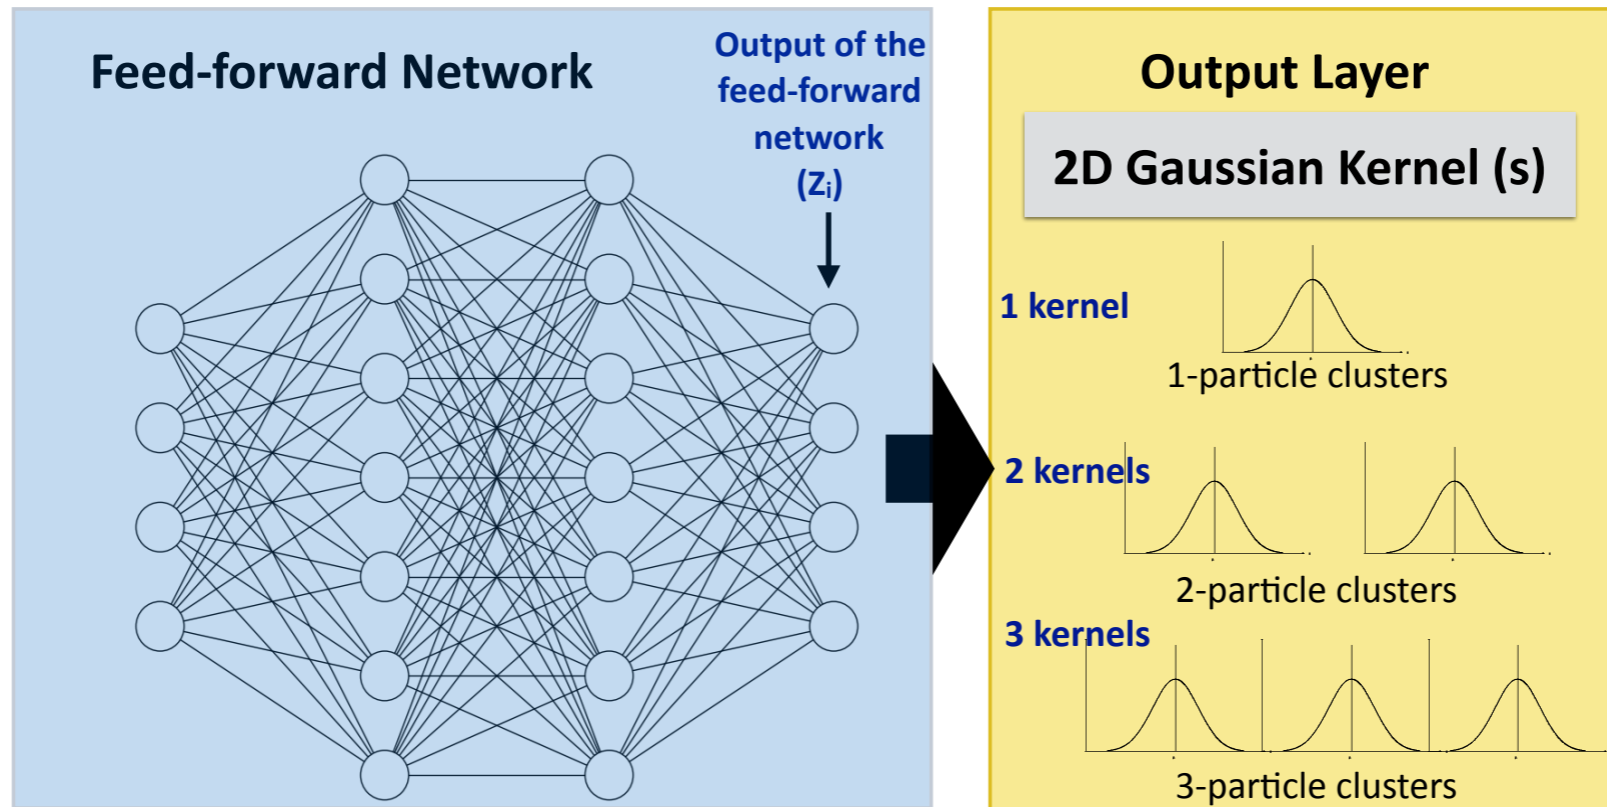 Feed-forward Network
Output of the
feed-forward
network
(Zᵢ)
Output Layer
2D Gaussian Kernel (s)
1 kernel
1-particle clusters
2 kernels
2-particle clusters
3 kernels
3-particle clusters